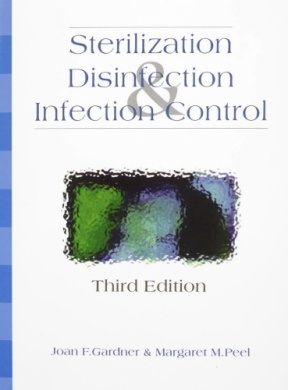 Sterilization
Disinfection
&
Infection Control
Third Edition
Joan F.Gardner & Margaret M.Peel